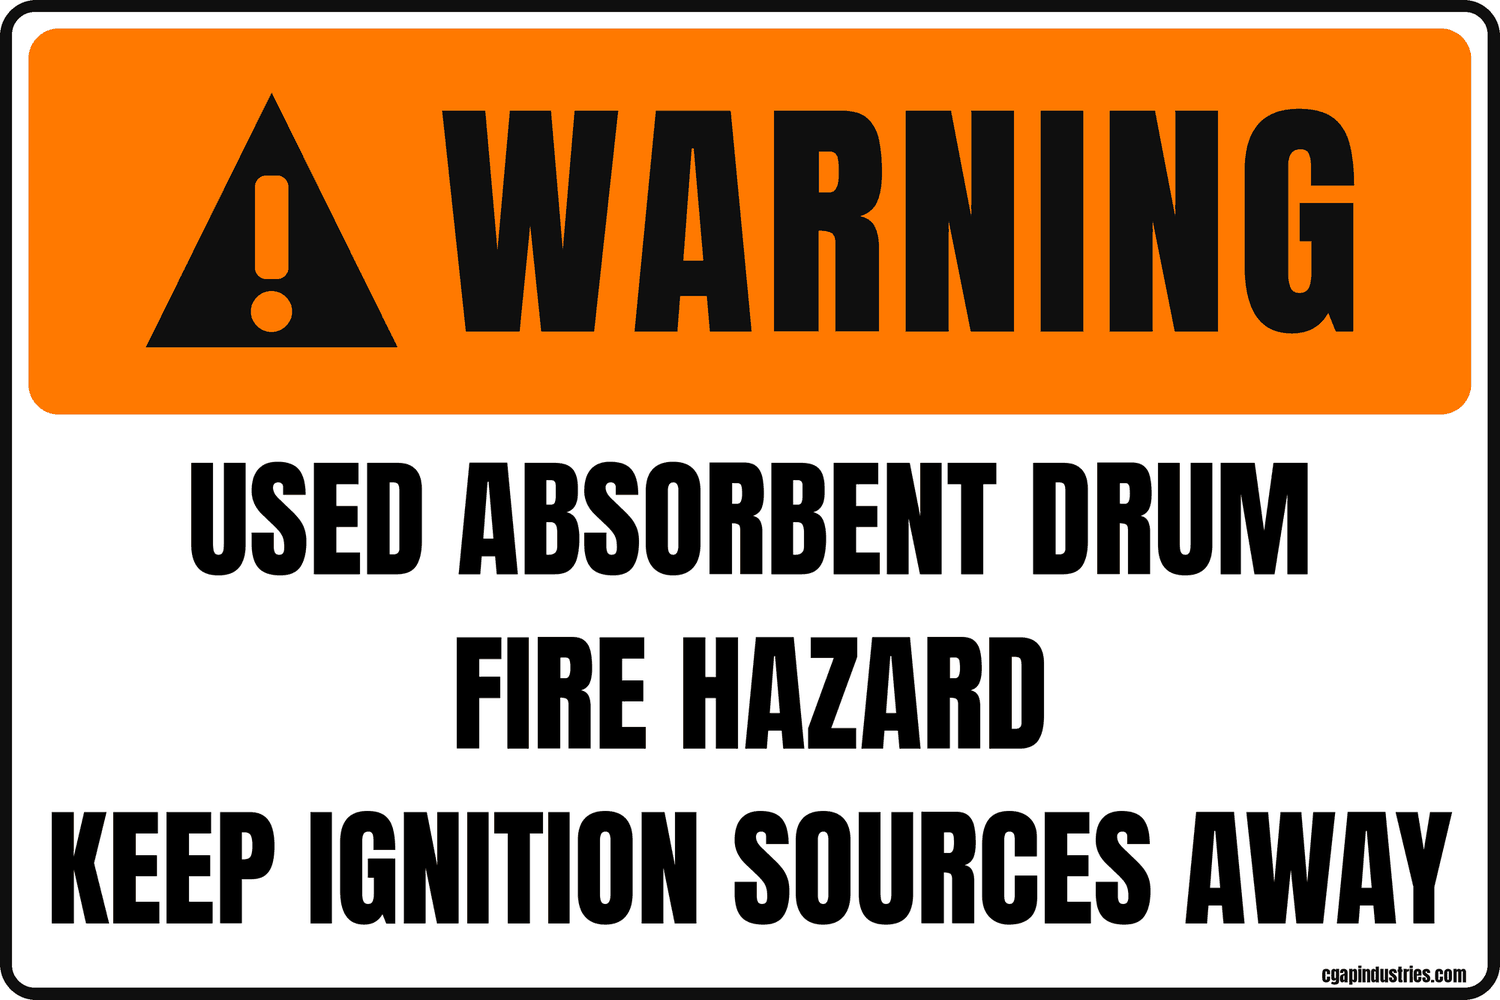 WARNING
USED ABSORBENT DRUM
FIRE HAZARD
KEEP IGNITION SOURCES AWAY
cgapindustries.com